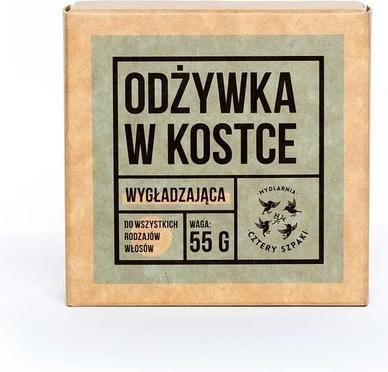 ODŻYWKA
W KOSTCE
WYGŁADZAJĄCA
DO WSZYSTKICH
RODZAJÓW
WŁOSÓW
WAGA:
55 G
MYDLARNIA
CZTERY SZPAKI